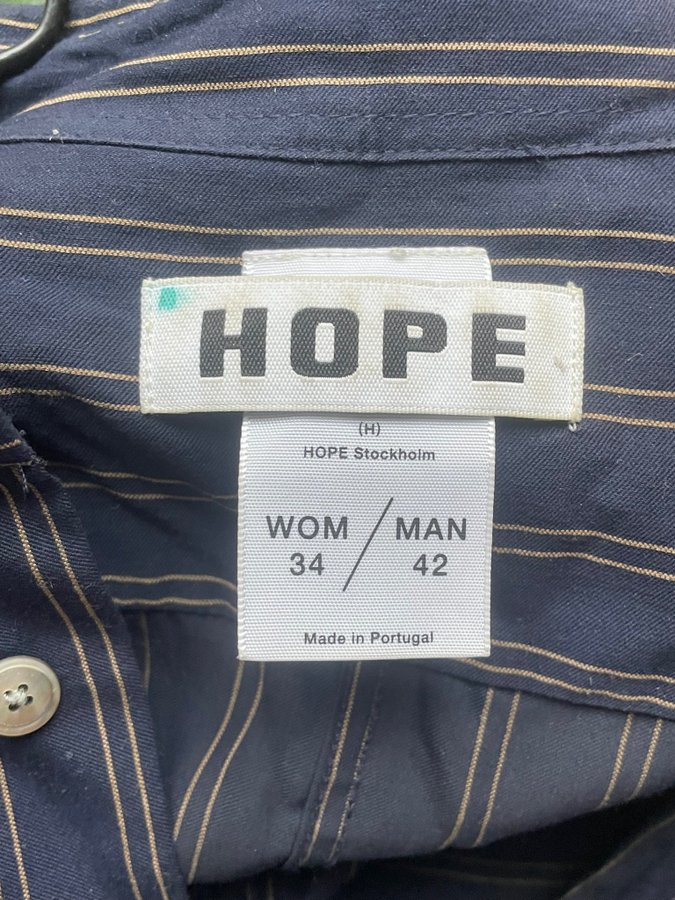 HOPE
(H)
HOPE Stockholm
WOM / MAN
34 42
Made in Portugal